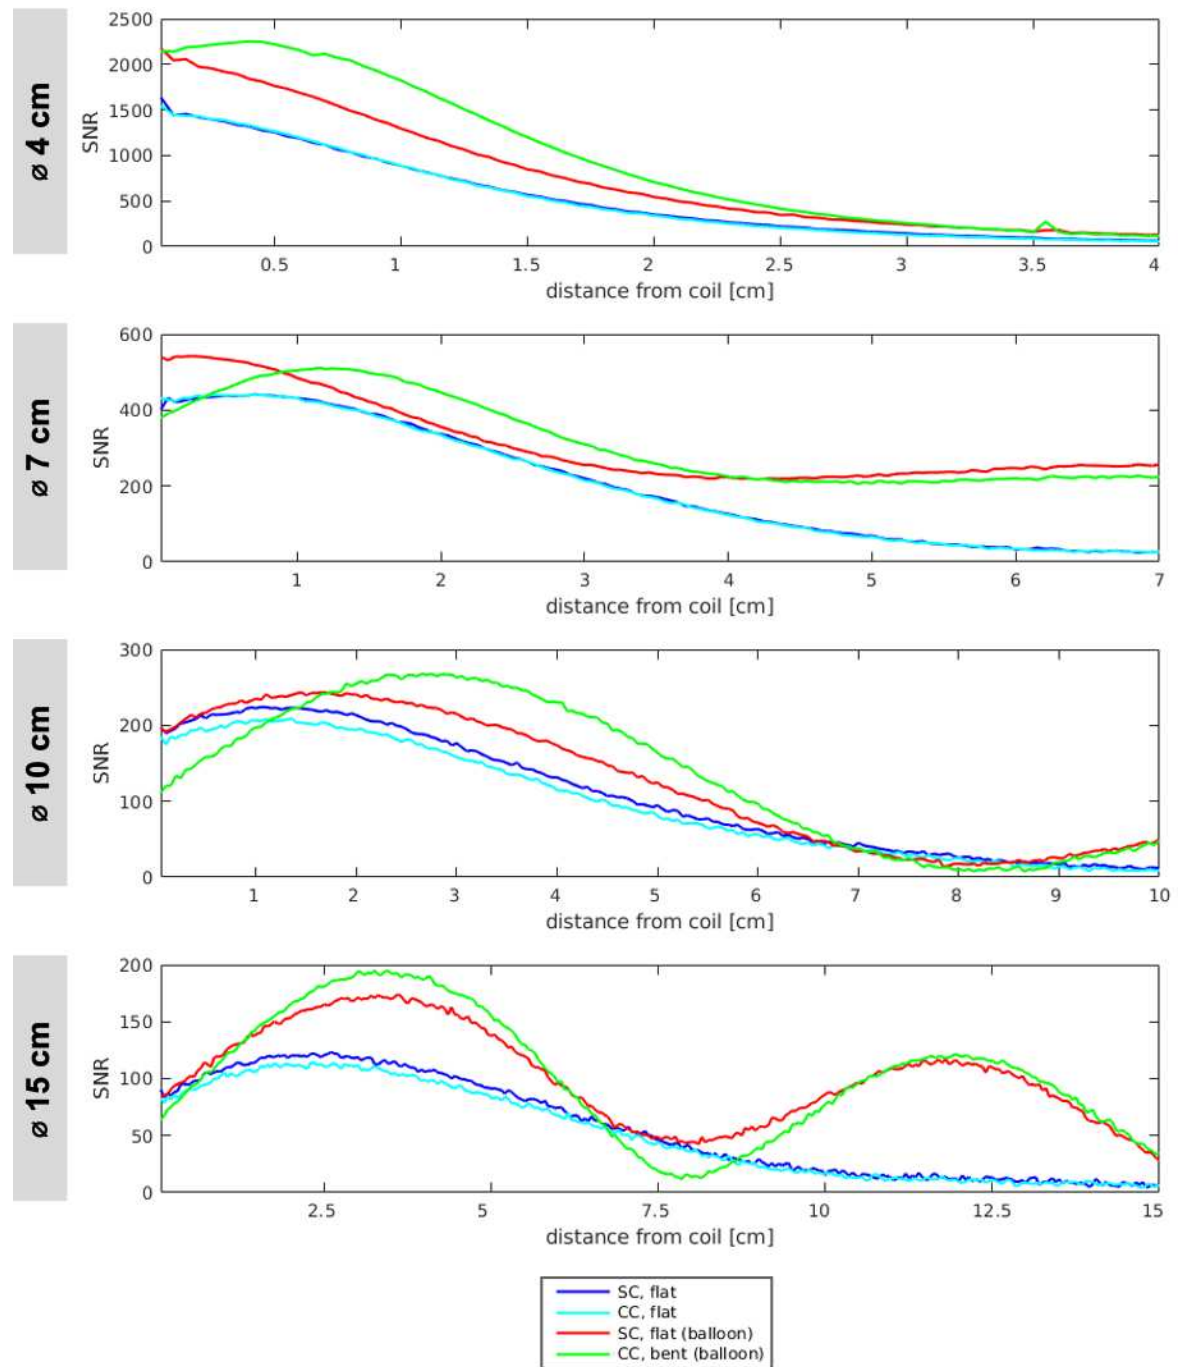 ø 4 cm
SNR
2500
2000
1500
1000
500
0
0.5 1 1.5 2 2.5 3 3.5 4
distance from coil [cm]
ø 7 cm
SNR
600
400
200
0
1 2 3 4 5 6 7
distance from coil [cm]
ø 10 cm
SNR
300
200
100
0
1 2 3 4 5 6 7 8 9 10
distance from coil [cm]
ø 15 cm
SNR
200
150
100
50
0
2.5 5 7.5 10 12.5 15
distance from coil [cm]
SC, flat
CC, flat
SC, flat (balloon)
CC, bent (balloon)